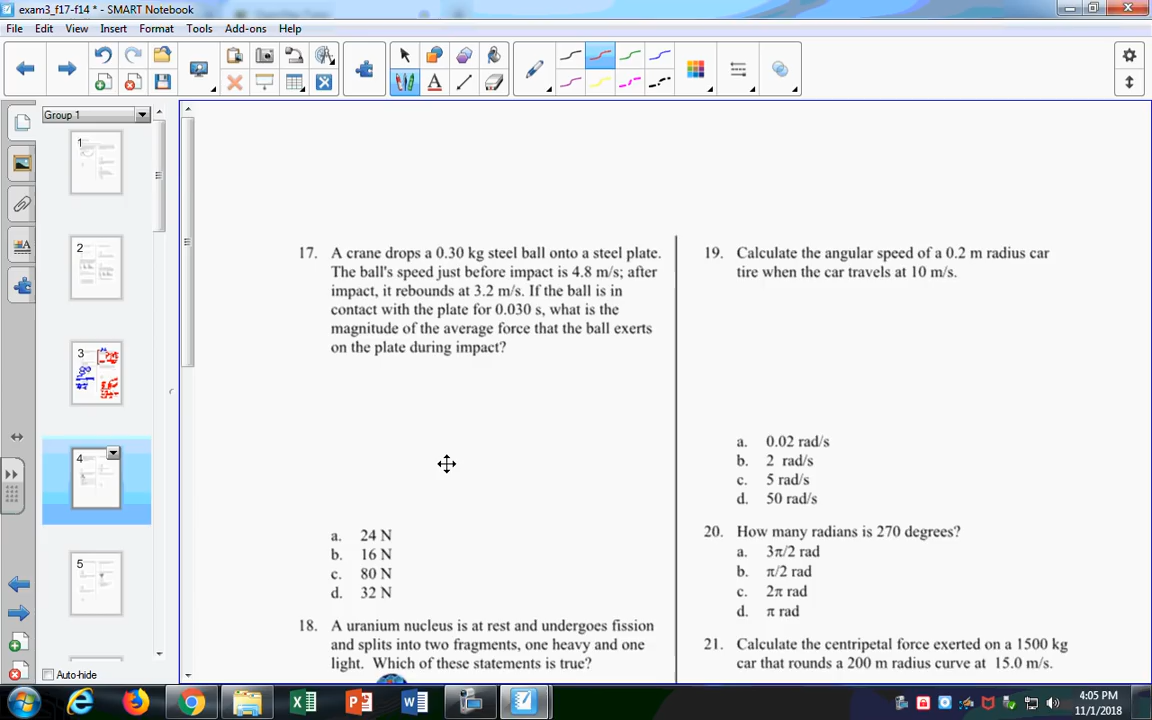 exam3_f17-f14 * - SMART Notebook
File Edit View Insert Format Tools Add-ons Help
Group 1
1
2
3
4
5
Auto-hide
17. A crane drops a 0.30 kg steel ball onto a steel plate.
The ball's speed just before impact is 4.8 m/s; after
impact, it rebounds at 3.2 m/s. If the ball is in
contact with the plate for 0.030 s, what is the
magnitude of the average force that the ball exerts
on the plate during impact?
a. 24 N
b. 16 N
c. 80 N
d. 32 N
18. A uranium nucleus is at rest and undergoes fission
and splits into two fragments, one heavy and one
light. Which of these statements is true?
19. Calculate the angular speed of a 0.2 m radius car
tire when the car travels at 10 m/s.
a. 0.02 rad/s
b. 2 rad/s
c. 5 rad/s
d. 50 rad/s
20. How many radians is 270 degrees?
a. 3π/2 rad
b. π/2 rad
c. 2π rad
d. π rad
21. Calculate the centripetal force exerted on a 1500 kg
car that rounds a 200 m radius curve at 15.0 m/s.
4:05 PM
11/1/2018